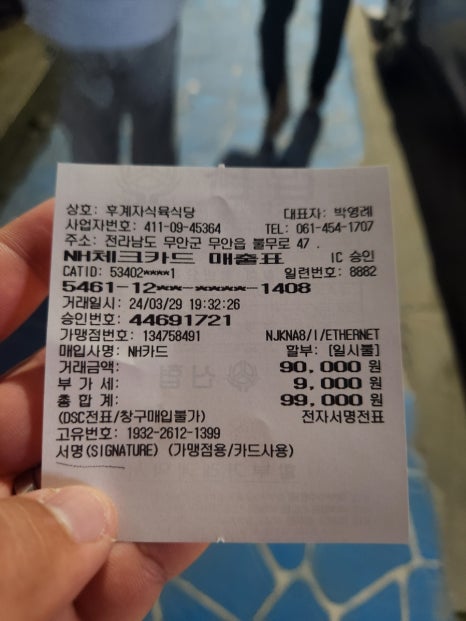 상호: 후계자식육식당 대표자: 박영례
사업자번호: 411-09-45364 TEL: 061-454-1707
주소: 전라남도 무안군 무안읍 불무로 47 .
NH체크카드 매출표 IC 승인
CATID: 53402****1 일련번호: 8882
5461-12**-****-1408
거래일시: 24/03/29 19:32:26
승인번호: 44691721
가맹점번호: 134758491 NJKNA8/I/ETHERNET
매입사명: NH카드 할부: [일시불]
거래금액: 90,000 원
부 가 세: 9,000 원
총 합 계: 99,000 원
(DSC전표/창구매입불가) 전자서명전표
고유번호: 1932-2612-1399
서명(SIGNATURE) (가맹점용/카드사용)